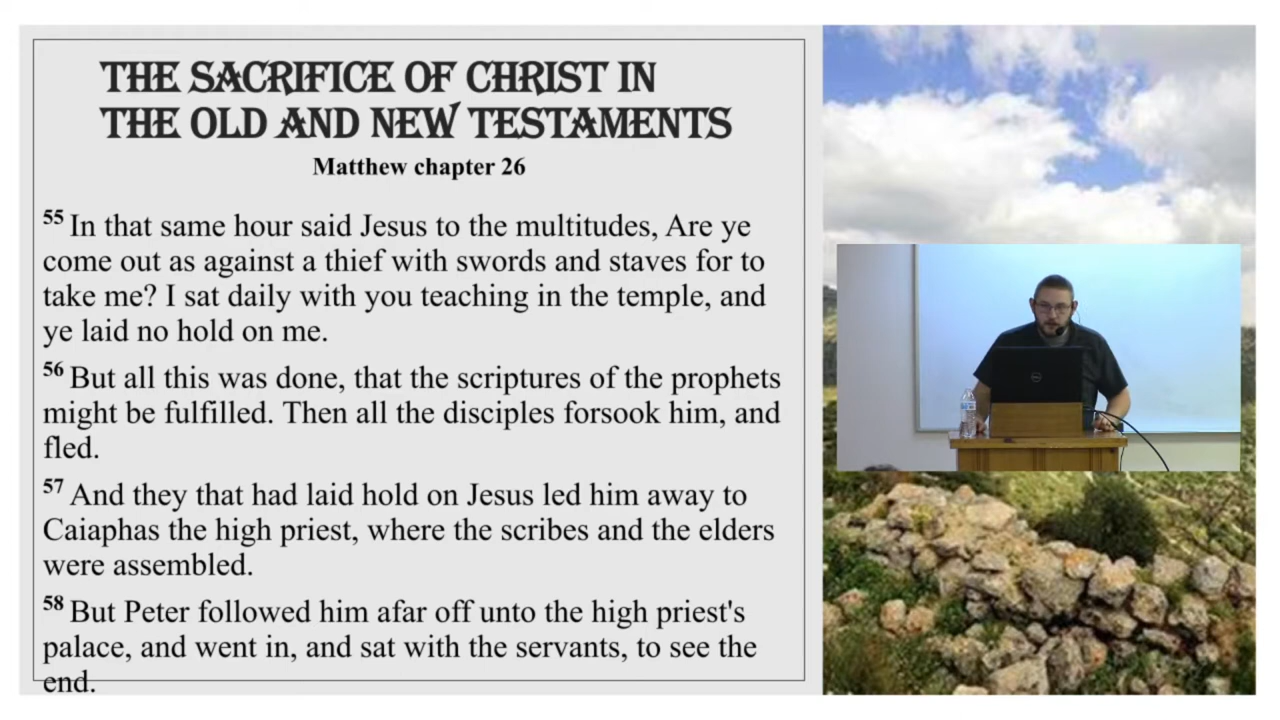 THE SACRIFICE OF CHRIST IN
THE OLD AND NEW TESTAMENTS
Matthew chapter 26
55 In that same hour said Jesus to the multitudes, Are ye
come out as against a thief with swords and staves for to
take me? I sat daily with you teaching in the temple, and
ye laid no hold on me.
56 But all this was done, that the scriptures of the prophets
might be fulfilled. Then all the disciples forsook him, and
fled.
57 And they that had laid hold on Jesus led him away to
Caiaphas the high priest, where the scribes and the elders
were assembled.
58 But Peter followed him afar off unto the high priest's
palace, and went in, and sat with the servants, to see the
end.